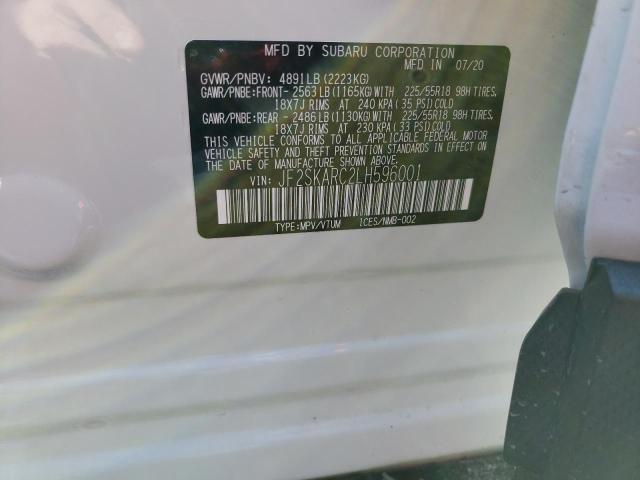 MFD BY SUBARU CORPORATION
MFD IN 07/20
GVWR/PNBV: 4891LB(2223KG)
GAWR/PNBE:FRONT- 2563LB(1165KG)WITH 225/55R18 98H TIRES,
18X7J RIMS AT 240 KPA(35 PSI)COLD
GAWR/PNBE:REAR - 2486LB(1130KG)WITH 225/55R18 98H TIRES,
18X7J RIMS AT 230 KPA(33 PSI)COLD
THIS VEHICLE CONFORMS TO ALL APPLICABLE FEDERAL MOTOR
VEHICLE SAFETY AND THEFT PREVENTION STANDARDS IN EFFECT ON
THE DATE OF MANUFACTURE SHOWN ABOVE.
VIN: JF2SKARC2LH596001
TYPE:MPV/VTUM ICES/NMB-002